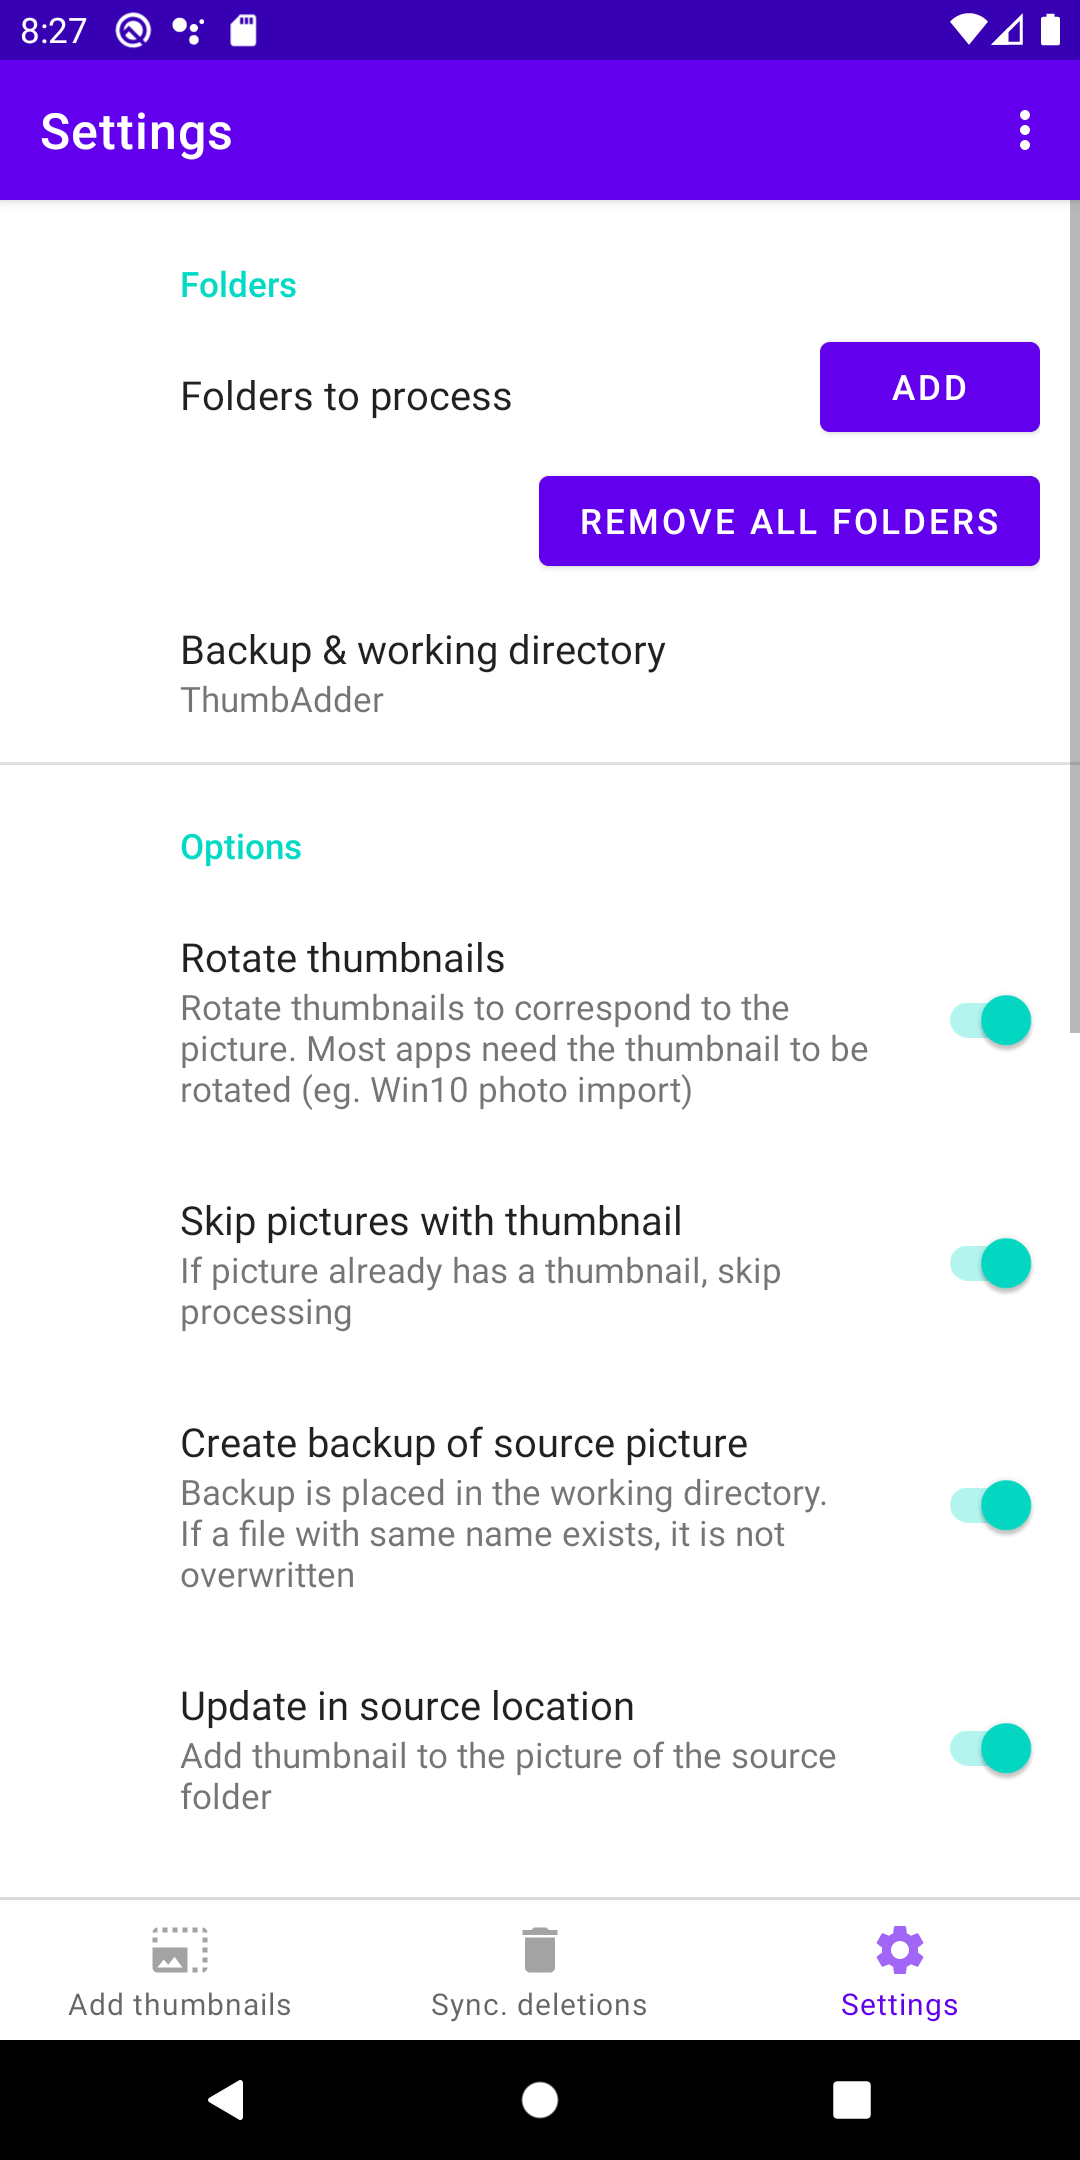 8:27
Settings
Folders
Folders to process
ADD
REMOVE ALL FOLDERS
Backup & working directory
ThumbAdder
Options
Rotate thumbnails
Rotate thumbnails to correspond to the
picture. Most apps need the thumbnail to be
rotated (eg. Win10 photo import)
Skip pictures with thumbnail
If picture already has a thumbnail, skip
processing
Create backup of source picture
Backup is placed in the working directory.
If a file with same name exists, it is not
overwritten
Update in source location
Add thumbnail to the picture of the source
folder
Add thumbnails
Sync. deletions
Settings